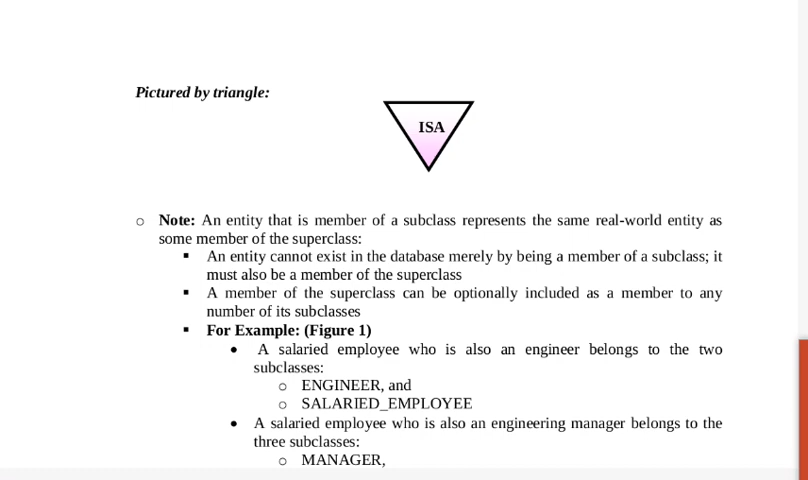 Pictured by triangle:
ISA
o Note: An entity that is member of a subclass represents the same real-world entity as
some member of the superclass:
▪ An entity cannot exist in the database merely by being a member of a subclass; it
must also be a member of the superclass
▪ A member of the superclass can be optionally included as a member to any
number of its subclasses
▪ For Example: (Figure 1)
• A salaried employee who is also an engineer belongs to the two
subclasses:
o ENGINEER, and
o SALARIED_EMPLOYEE
• A salaried employee who is also an engineering manager belongs to the
three subclasses:
o MANAGER,